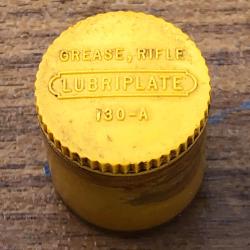 GREASE, RIFLE
LUBRIPLATE
130-A